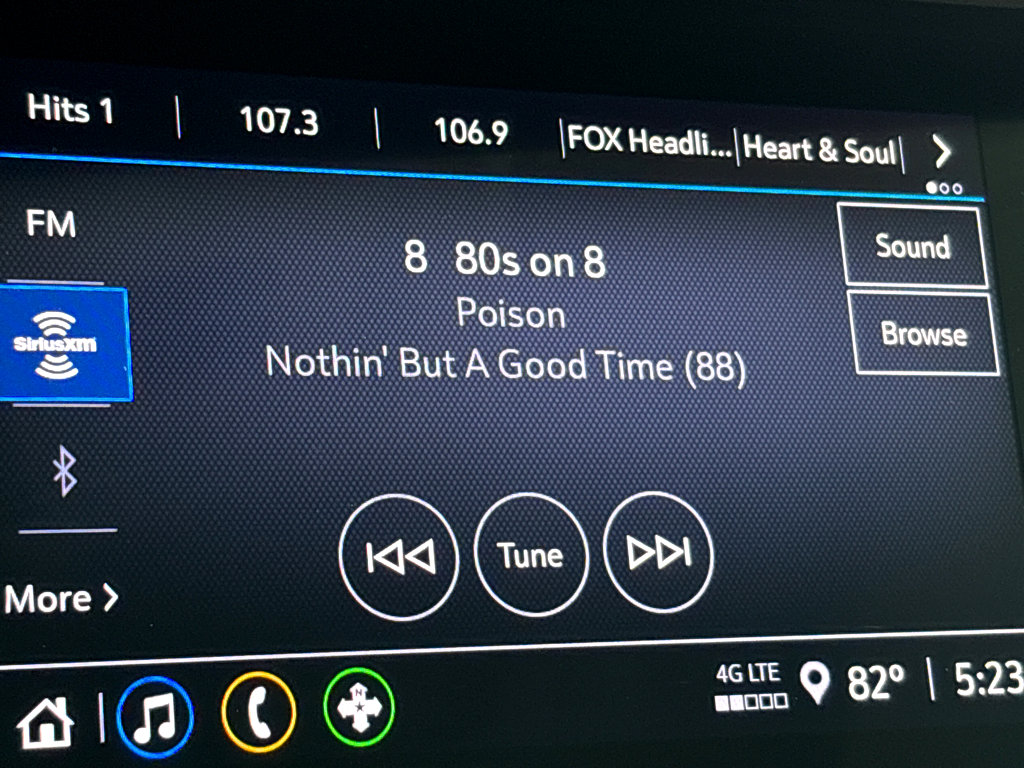 Hits 1 | 107.3 | 106.9 | FOX Headli... | Heart & Soul |
FM
SiriusXM
More
8 80s on 8
Poison
Nothin' But A Good Time (88)
Sound
Browse
Tune
N
4G LTE
82º | 5:23